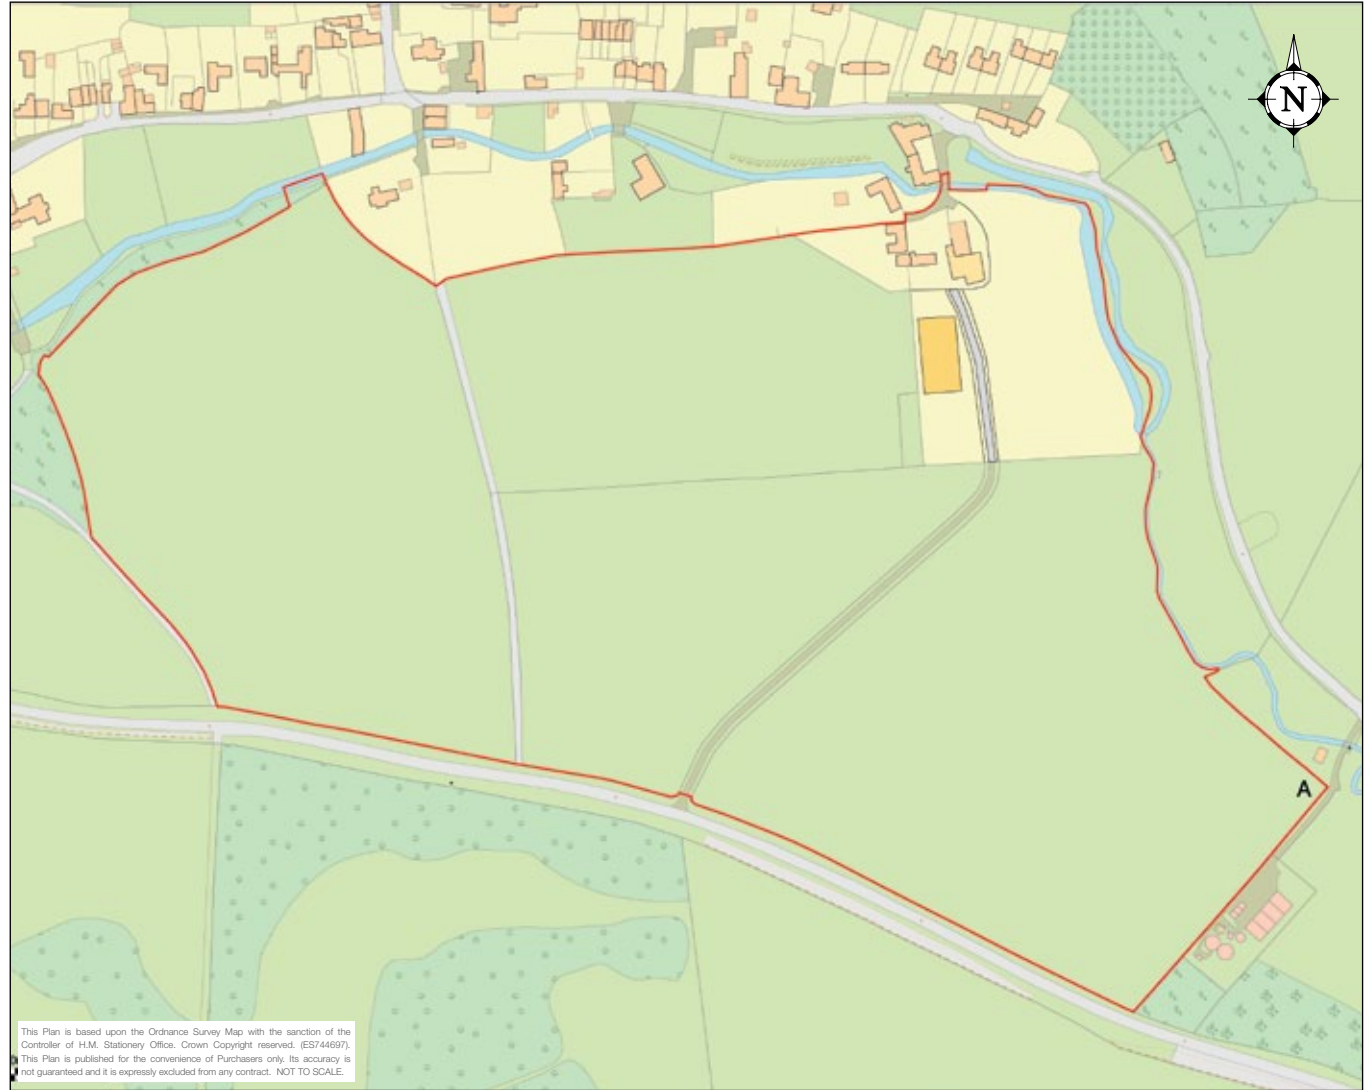 N
A
This Plan is based upon the Ordnance Survey Map with the sanction of the
Controller of H.M. Stationery Office. Crown Copyright reserved. (ES744697).
This Plan is published for the convenience of Purchasers only. Its accuracy is
not guaranteed and it is expressly excluded from any contract. NOT TO SCALE.